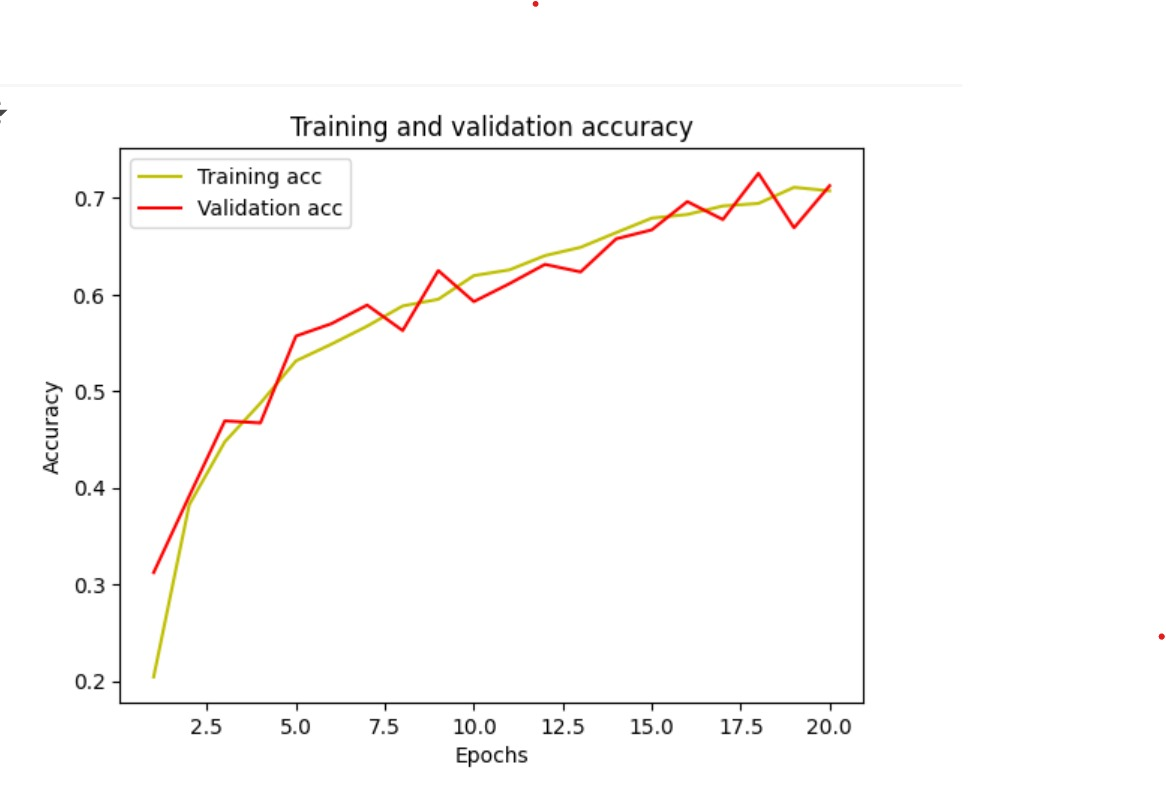 Training and validation accuracy
Training acc
Validation acc
0.7
0.6
0.5
0.4
0.3
0.2
Accuracy
2.5 5.0 7.5 10.0 12.5 15.0 17.5 20.0
Epochs